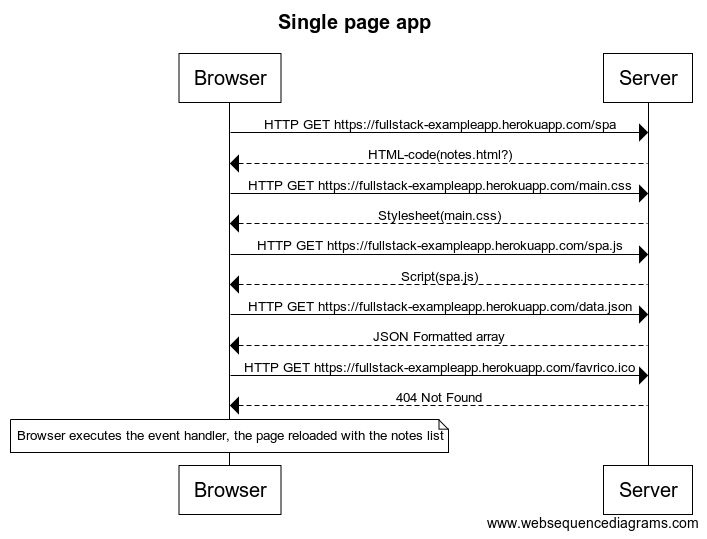 Single page app
Browser
Server
HTTP GET https://fullstack-exampleapp.herokuapp.com/spa
HTML-code(notes.html?)
HTTP GET https://fullstack-exampleapp.herokuapp.com/main.css
Stylesheet(main.css)
HTTP GET https://fullstack-exampleapp.herokuapp.com/spa.js
Script(spa.js)
HTTP GET https://fullstack-exampleapp.herokuapp.com/data.json
JSON Formatted array
HTTP GET https://fullstack-exampleapp.herokuapp.com/favrico.ico
404 Not Found
Browser executes the event handler, the page reloaded with the notes list
Browser
Server
www.websequencediagrams.com